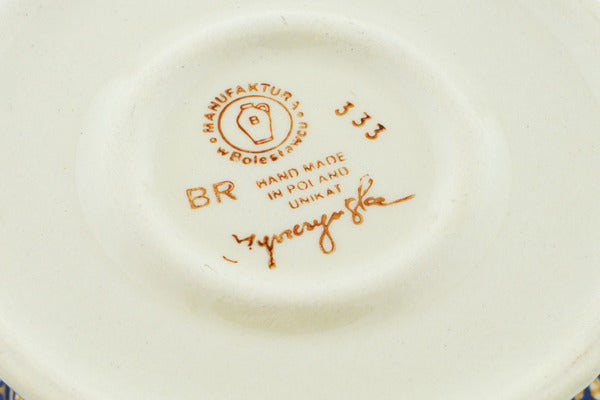 MANUFAKTURA
B
w Bolesławcu
333
BR
HAND MADE
IN POLAND
UNIKAT